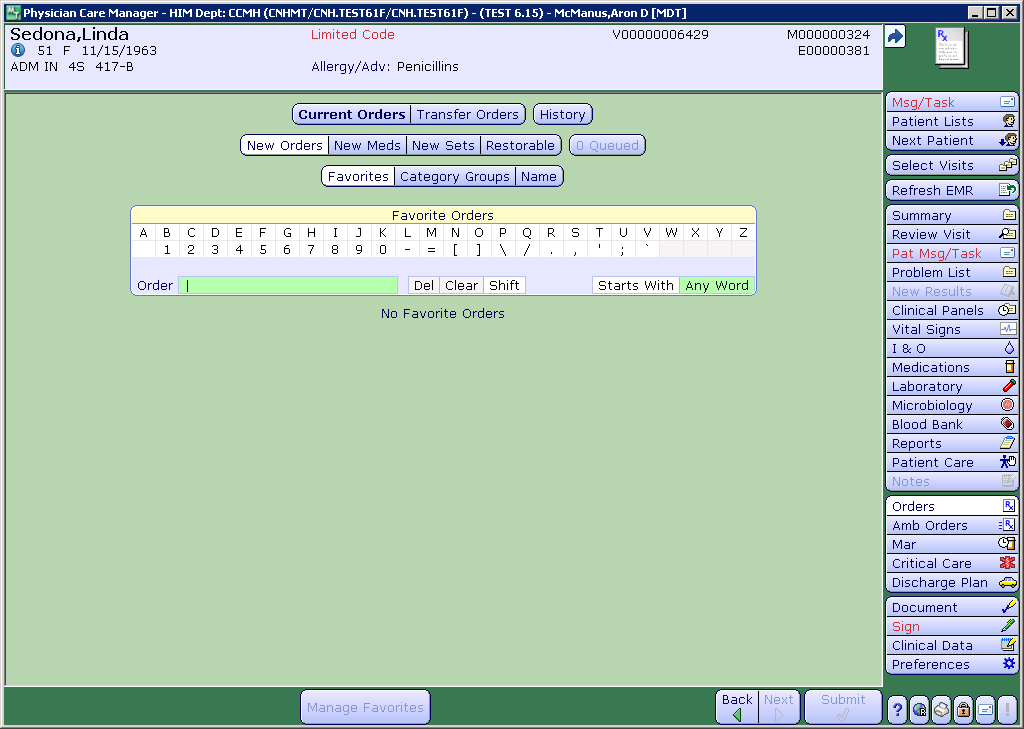 Physician Care Manager - HIM Dept: CCMH (CNHMT/CNH.TEST61F/CNH.TEST61F) - (TEST 6.15) - McManus,Aron D [MDT]
Sedona,Linda Limited Code V00000006429 M000000324
51 F 11/15/1963 E00000381
ADM IN 4S 417-B Allergy/Adv: Penicillins
Current Orders Transfer Orders History
New Orders New Meds New Sets Restorable 0 Queued
Favorites Category Groups Name
Favorite Orders
A B C D E F G H I J K L M N O P Q R S T U V W X Y Z
1 2 3 4 5 6 7 8 9 0 - = [ ] \ / . , ' ; `
Order Del Clear Shift Starts With Any Word
No Favorite Orders
Msg/Task
Patient Lists
Next Patient
Select Visits
Refresh EMR
Summary
Review Visit
Pat Msg/Task
Problem List
New Results
Clinical Panels
Vital Signs
I & O
Medications
Laboratory
Microbiology
Blood Bank
Reports
Patient Care
Notes
Orders
Amb Orders
Mar
Critical Care
Discharge Plan
Document
Sign
Clinical Data
Preferences
Manage Favorites Back Next Submit